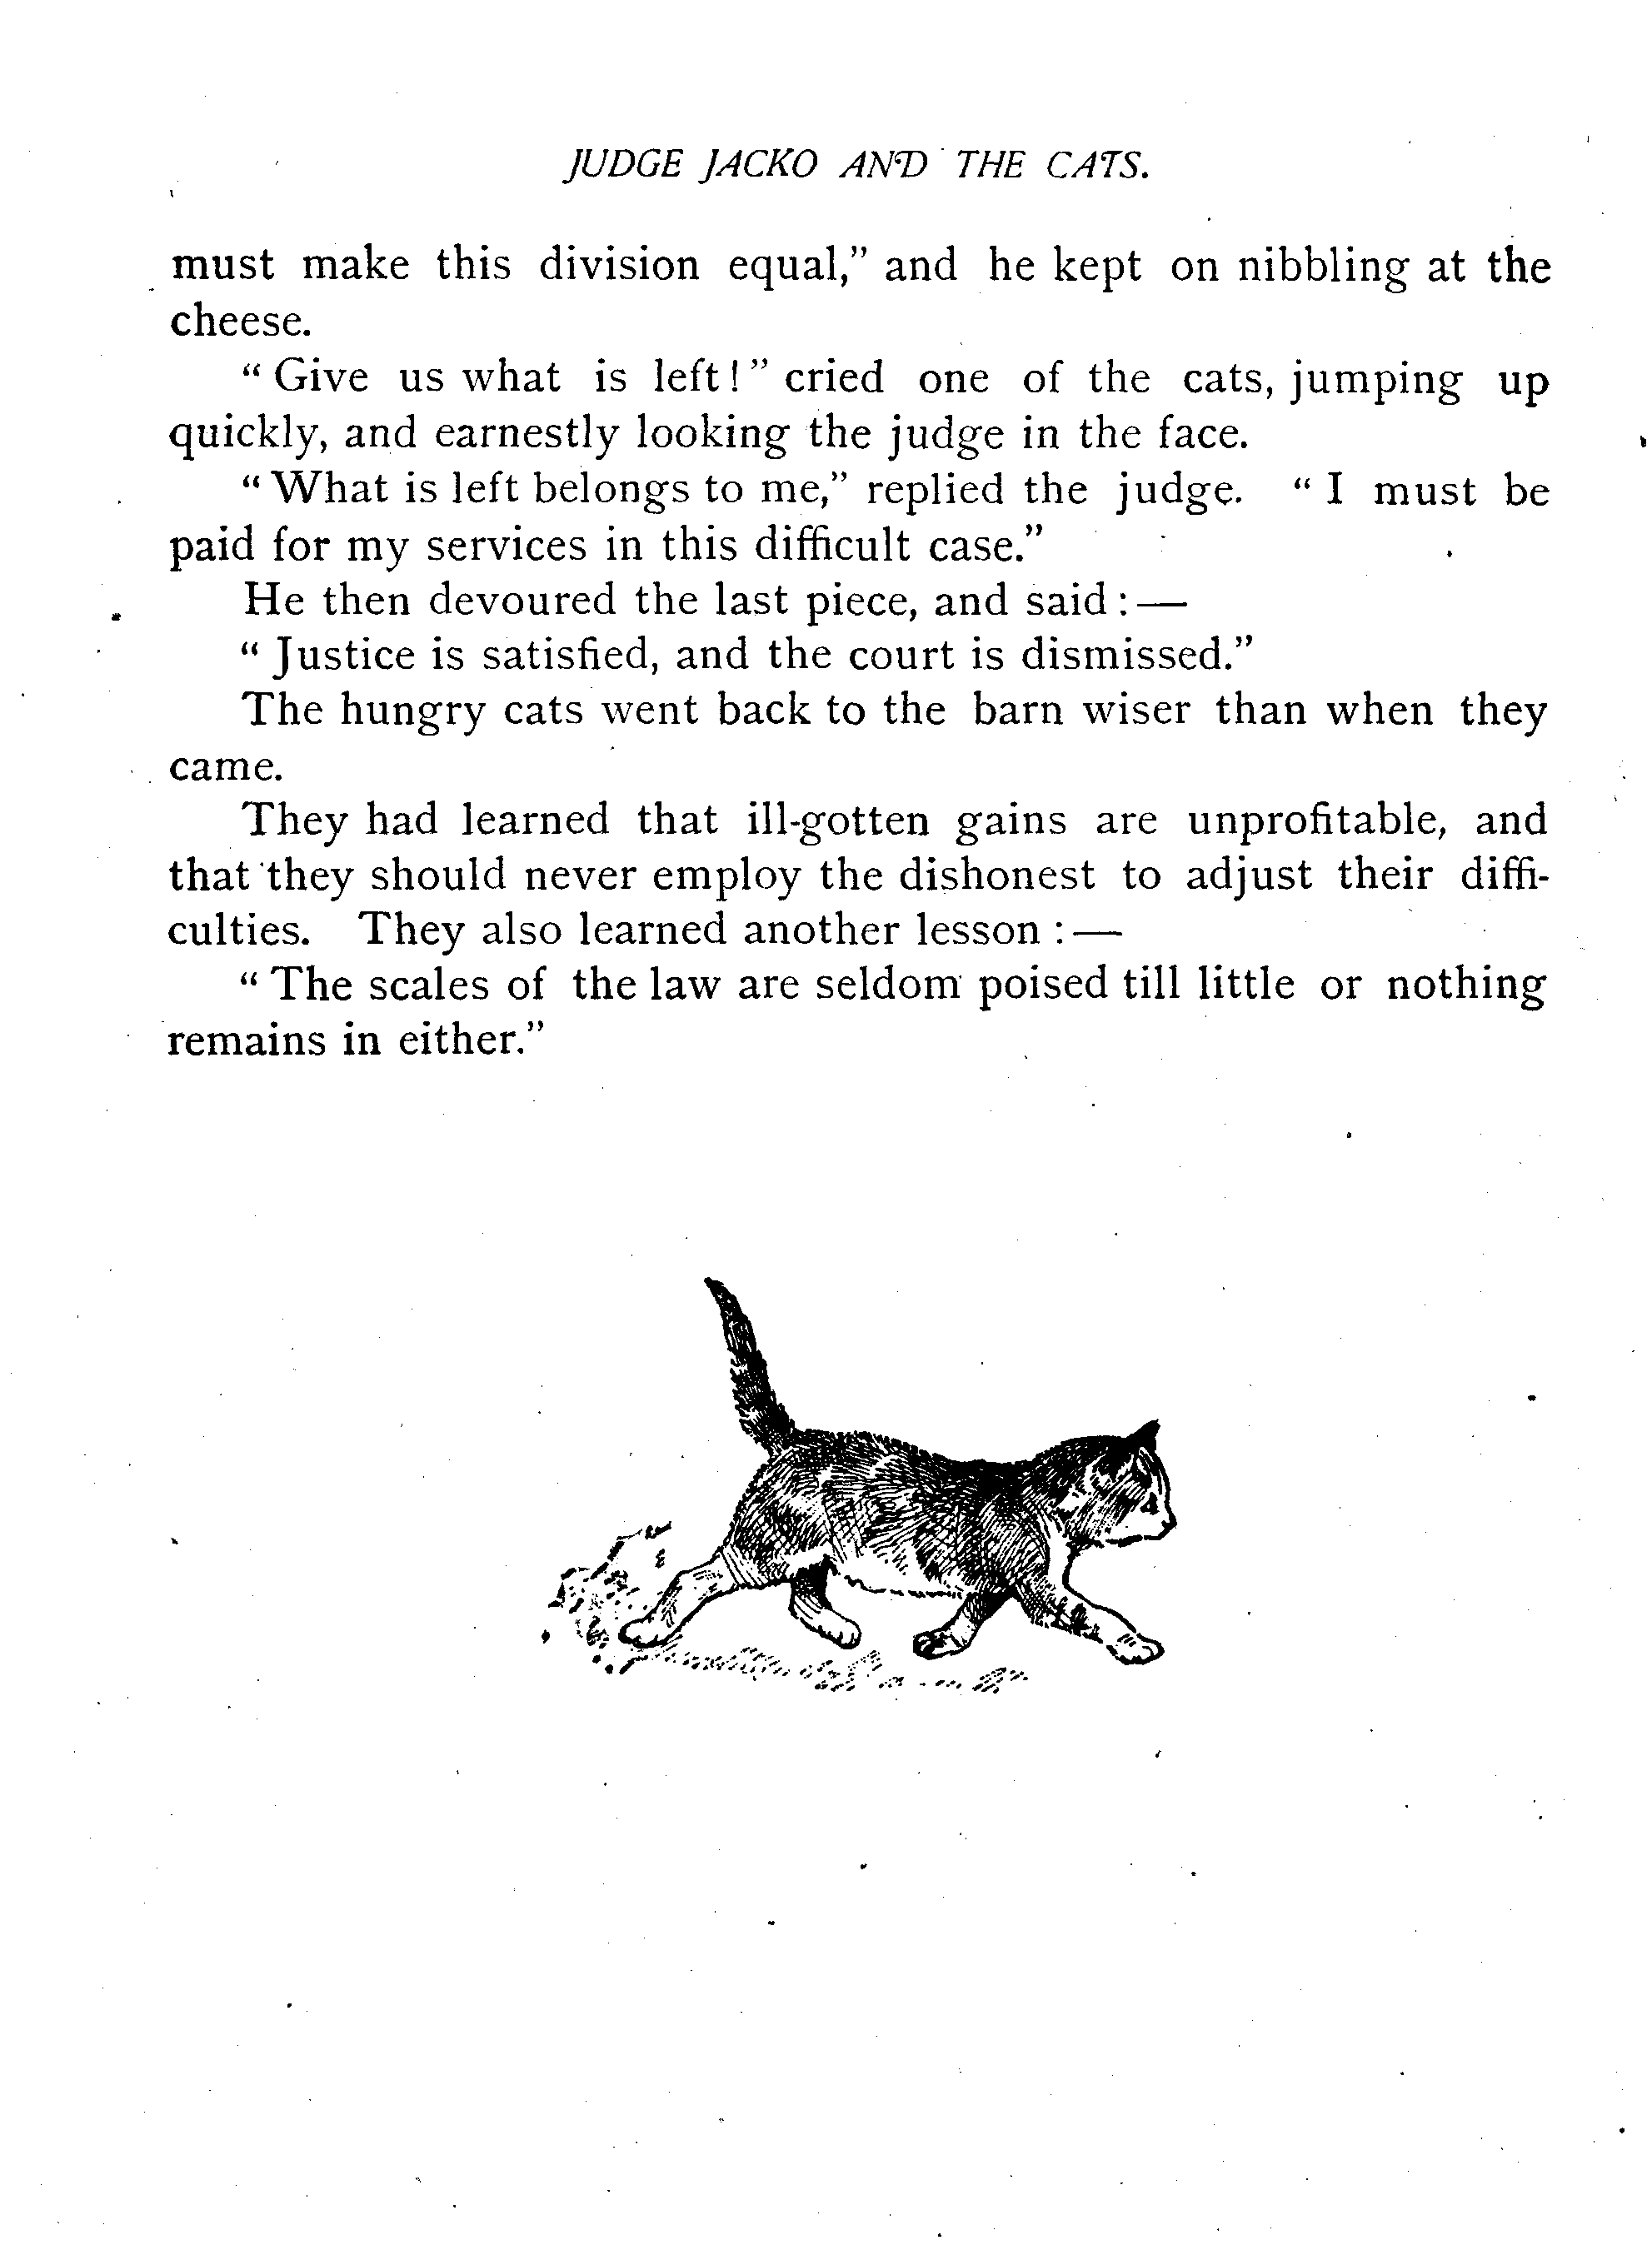 JUDGE JACKO AND THE CATS.
must make this division equal,” and he kept on nibbling at the
cheese.
“Give us what is left!” cried one of the cats, jumping up
quickly, and earnestly looking the judge in the face.
“What is left belongs to me,” replied the judge. “I must be
paid for my services in this difficult case.”
He then devoured the last piece, and said:—
“Justice is satisfied, and the court is dismissed.”
The hungry cats went back to the barn wiser than when they
came.
They had learned that ill-gotten gains are unprofitable, and
that they should never employ the dishonest to adjust their diffi-
culties. They also learned another lesson:—
“The scales of the law are seldom poised till little or nothing
remains in either.”